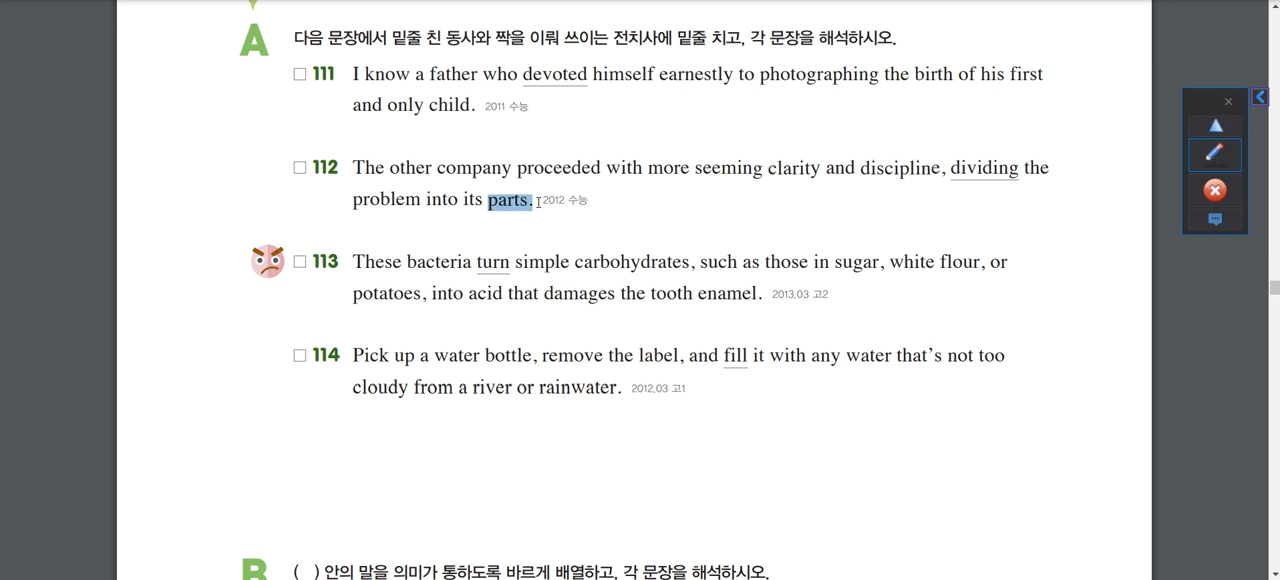 A 다음 문장에서 밑줄 친 동사와 짝을 이뤄 쓰이는 전치사에 밑줄 치고, 각 문장을 해석하시오.
111 I know a father who devoted himself earnestly to photographing the birth of his first
and only child. 2011 수능
112 The other company proceeded with more seeming clarity and discipline, dividing the
problem into its parts. 2012 수능
113 These bacteria turn simple carbohydrates, such as those in sugar, white flour, or
potatoes, into acid that damages the tooth enamel. 2013.03 고2
114 Pick up a water bottle, remove the label, and fill it with any water that’s not too
cloudy from a river or rainwater. 2012.03 고1
B ( ) 안의 말을 의미가 통하도록 바르게 배열하고, 각 문장을 해석하시오.